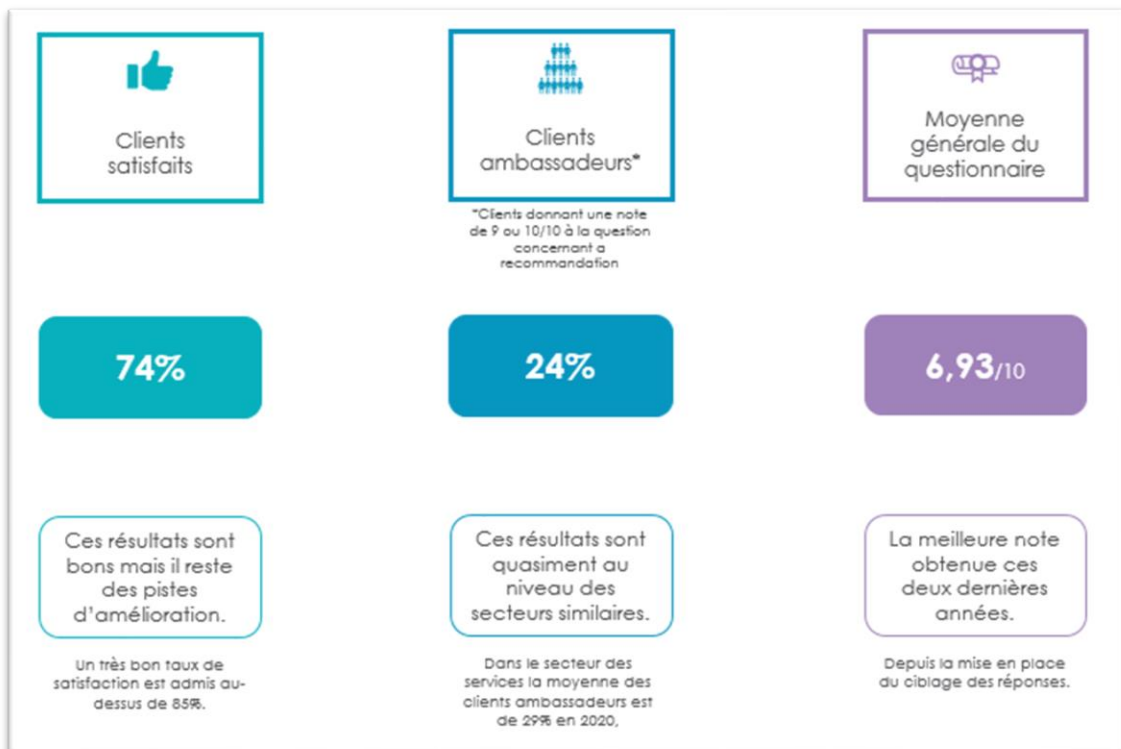 Clients
satisfaits
Clients
ambassadeurs*
*Clients donnant une note
de 9 ou 10/10 à la question
concernant a
recommandation
Moyenne
générale du
questionnaire
74%
24%
6,93/10
Ces résultats sont
bons mais il reste
des pistes
d'amélioration.
Un très bon taux de
satisfaction est admis au-
dessus de 85%.
Ces résultats sont
quasiment au
niveau des
secteurs similaires.
Dans le secteur des
services la moyenne des
clients ambassadeurs est
de 29% en 2020,
La meilleure note
obtenue ces
deux dernières
années.
Depuis la mise en place
du ciblage des réponses.